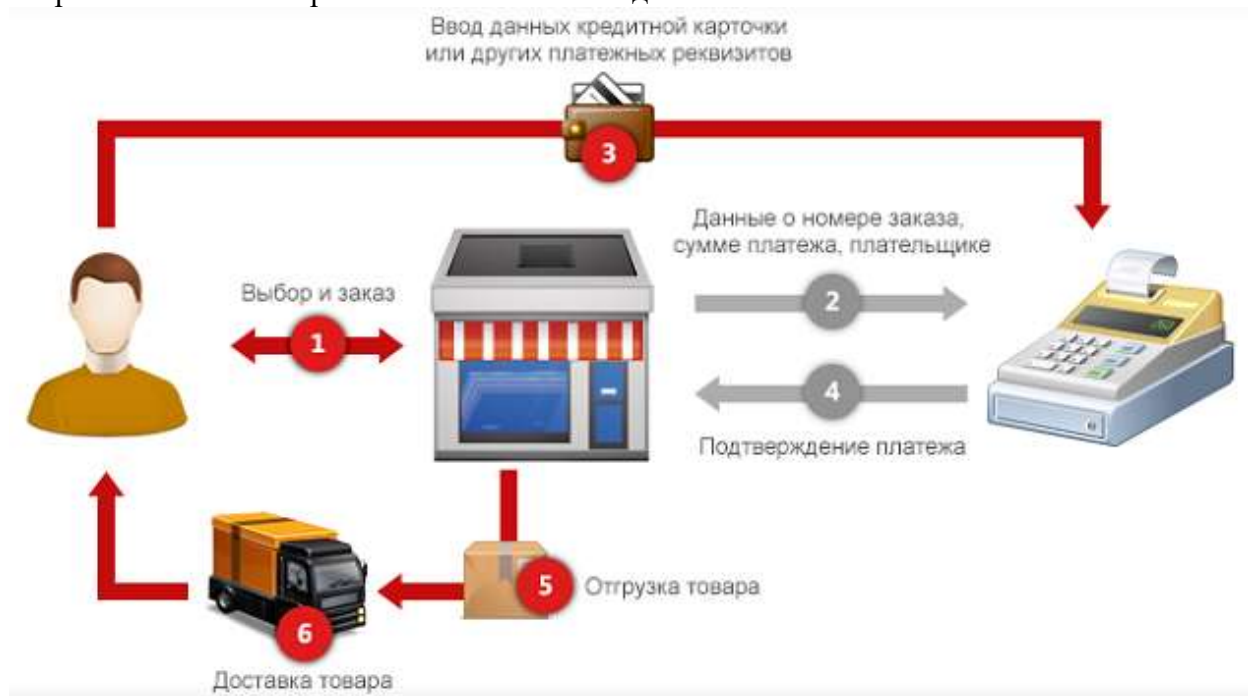 Ввод данных кредитной карточки
или других платежных реквизитов
3
Данные о номере заказа,
сумме платежа, плательщике
Выбор и заказ
1
2
4
Подтверждение платежа
5
Отгрузка товара
6
Доставка товара